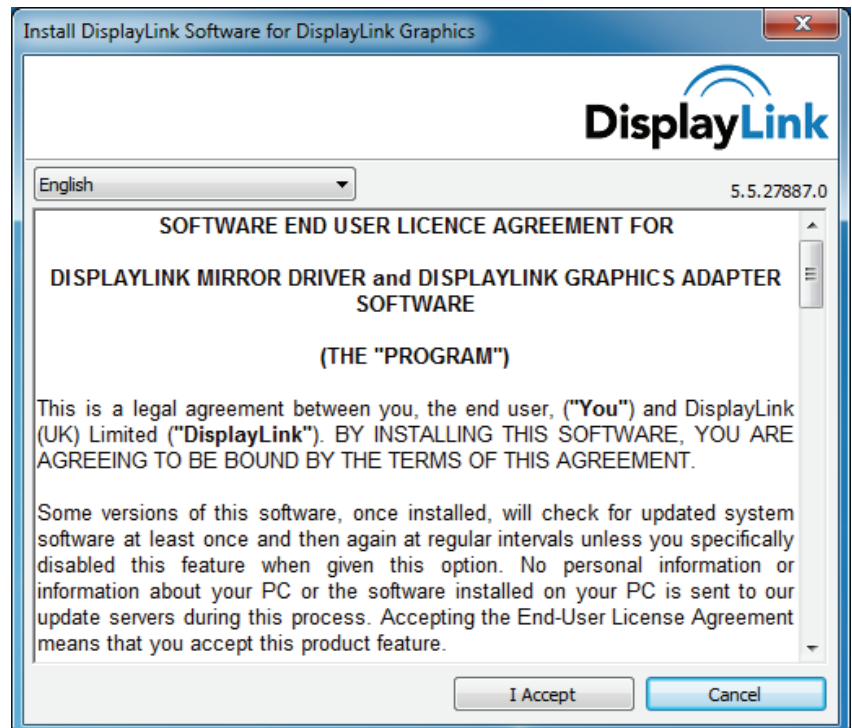 Install DisplayLink Software for DisplayLink Graphics
x
DisplayLink
English
5.5.27887.0
SOFTWARE END USER LICENCE AGREEMENT FOR
DISPLAYLINK MIRROR DRIVER and DISPLAYLINK GRAPHICS ADAPTER
SOFTWARE
(THE "PROGRAM")
This is a legal agreement between you, the end user, ("You") and DisplayLink
(UK) Limited ("DisplayLink"). BY INSTALLING THIS SOFTWARE, YOU ARE
AGREEING TO BE BOUND BY THE TERMS OF THIS AGREEMENT.
Some versions of this software, once installed, will check for updated system
software at least once and then again at regular intervals unless you specifically
disabled this feature when given this option. No personal information or
information about your PC or the software installed on your PC is sent to our
update servers during this process. Accepting the End-User License Agreement
means that you accept this product feature.
I Accept
Cancel